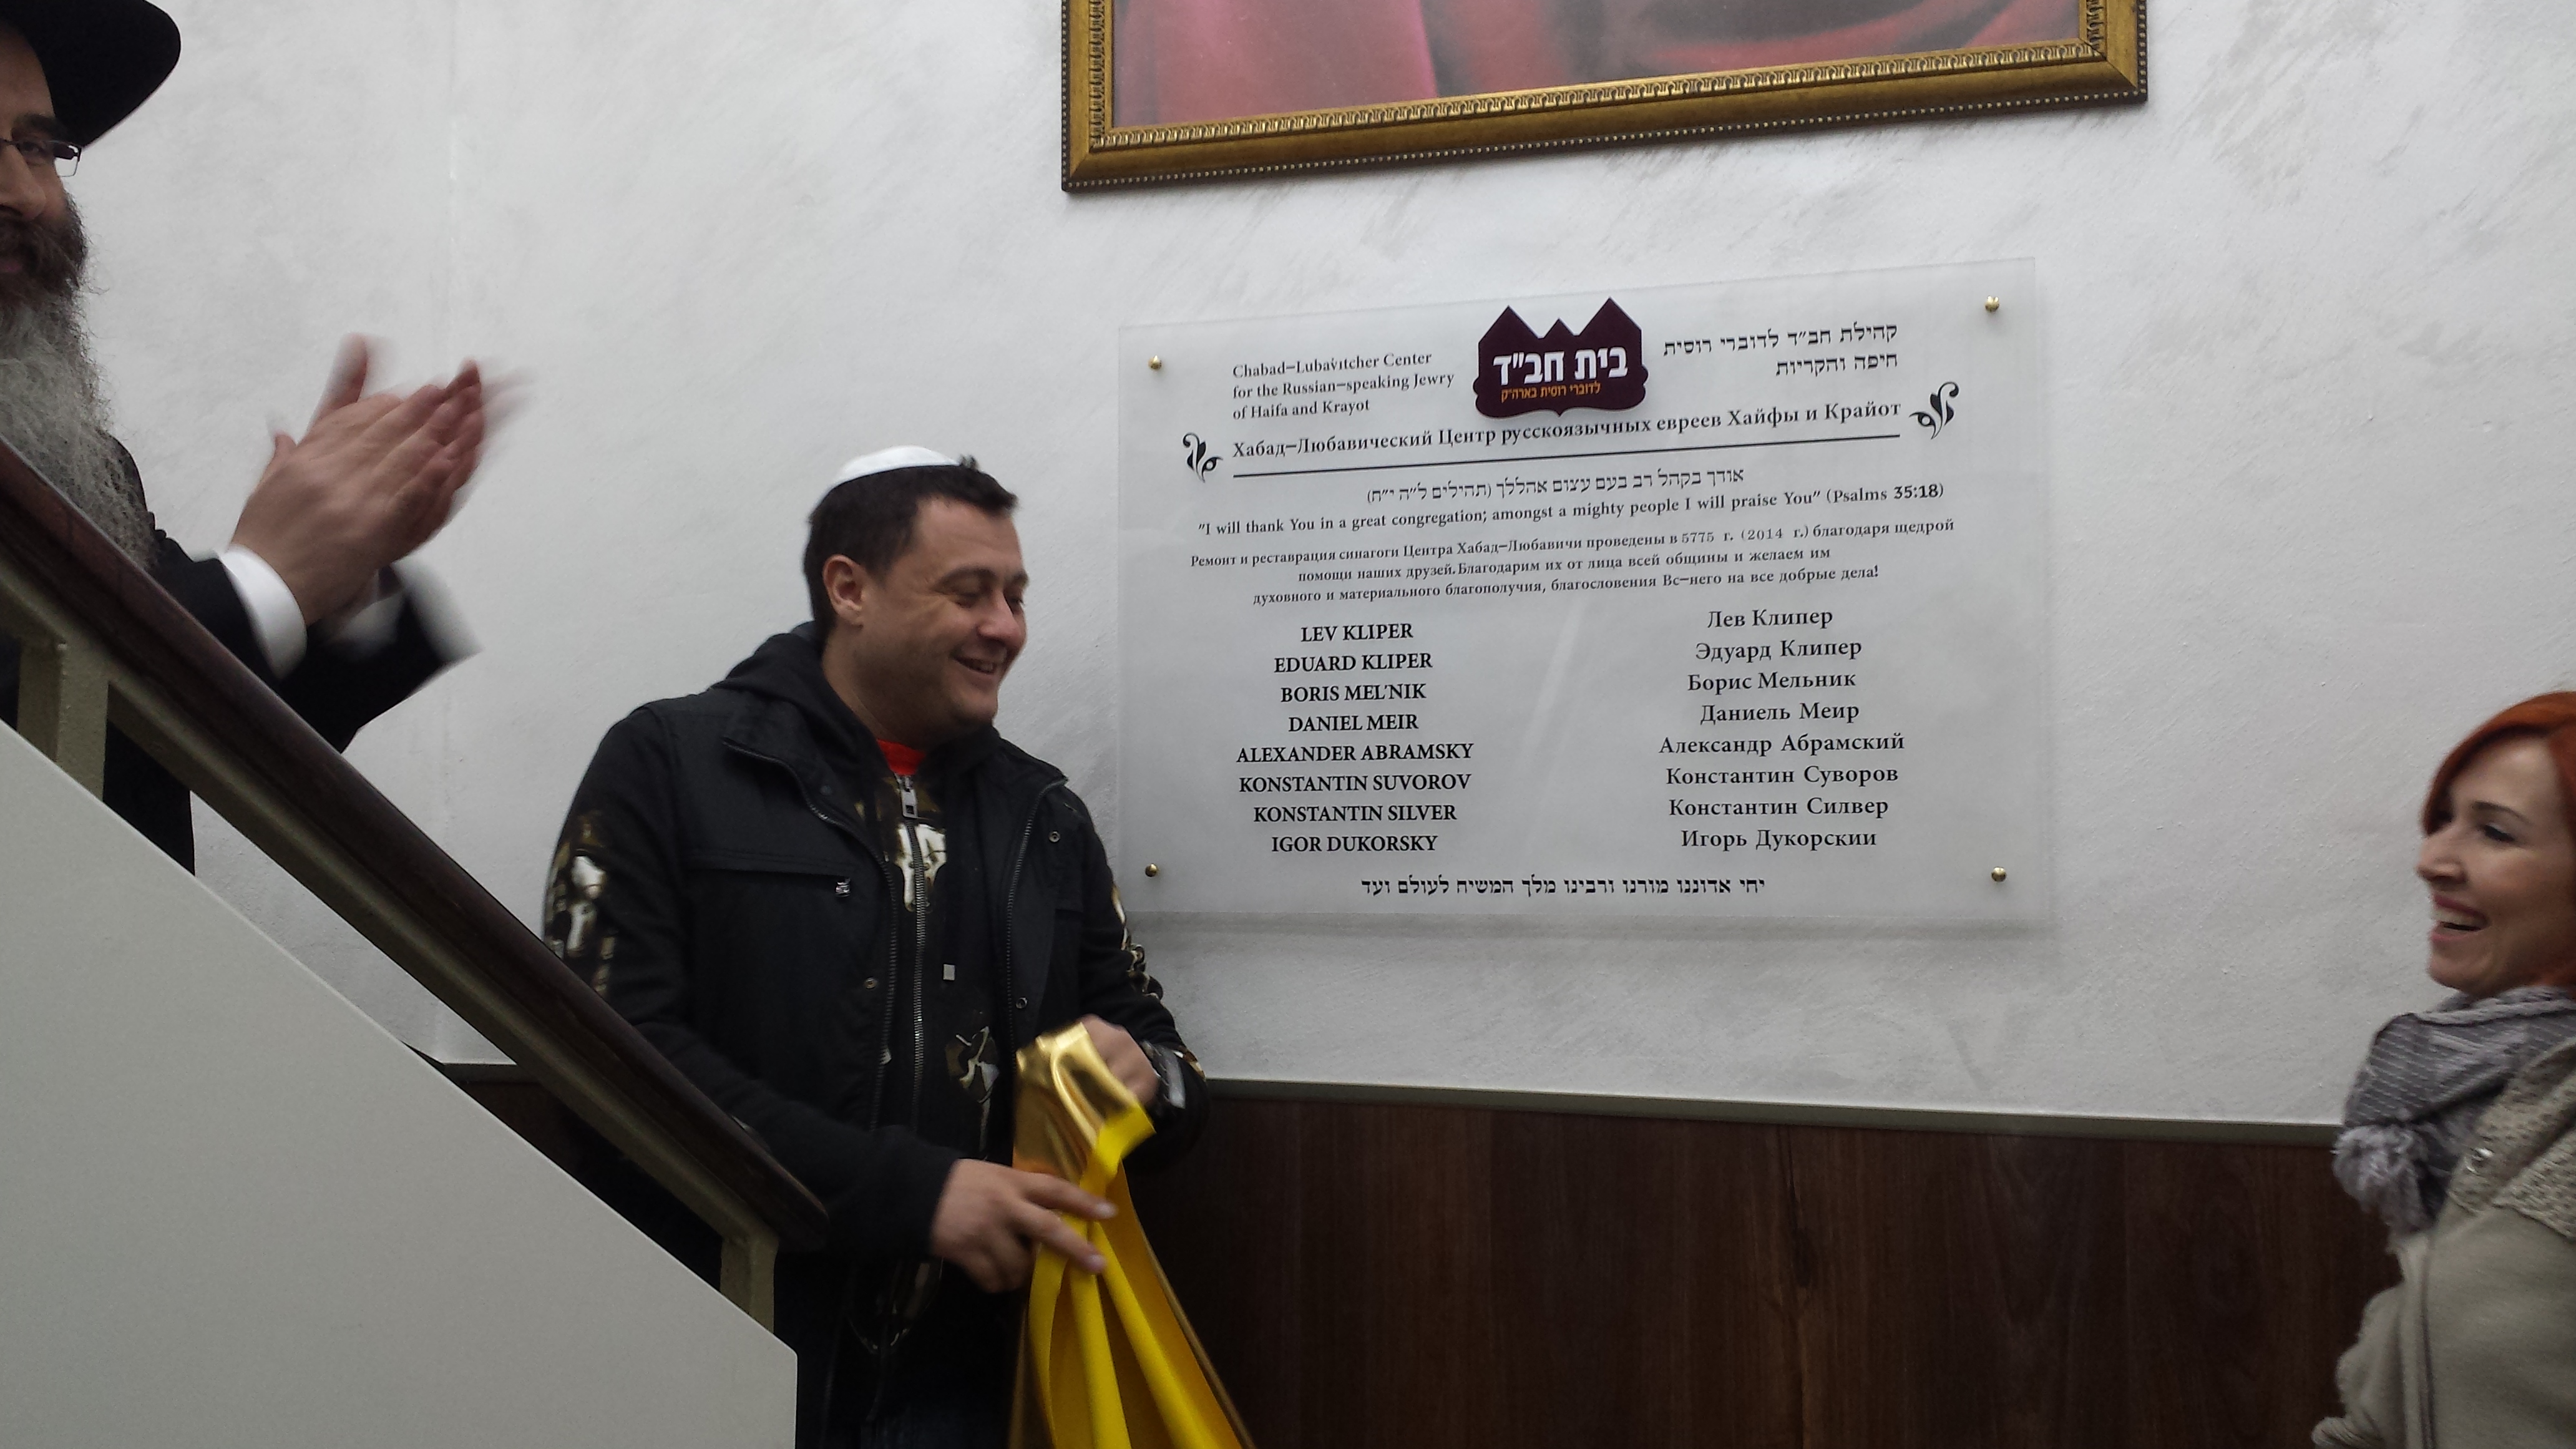 Chabad–Lubavitcher Center
for the Russian–speaking Jewry
of Haifa and Krayot
בית חב״ד
לדוברי רוסית בארה״ק
קהילת חב״ד לדוברי רוסית
חיפה והקריות
Хабад–Любавический Центр русскоязычных евреев Хайфы и Крайот
אודך בקהל רב בעם עצום אהללך (תהילים ל״ה י״ח)
"I will thank You in a great congregation; amongst a mighty people I will praise You" (Psalms 35:18)
Ремонт и реставрация синагоги Центра Хабад–Любавичи проведены в 5775 г. (2014 г.) благодаря щедрой
помощи наших друзей. Благодарим их от лица всей общины и желаем им
духовного и материального благополучия, благословения Вс–него на все добрые дела!
LEV KLIPER
EDUARD KLIPER
BORIS MEL'NIK
DANIEL MEIR
ALEXANDER ABRAMSKY
KONSTANTIN SUVOROV
KONSTANTIN SILVER
IGOR DUKORSKY
Лев Клипер
Эдуард Клипер
Борис Мельник
Даниель Меир
Александр Абрамский
Константин Суворов
Константин Силвер
Игорь Дукорскии
יחי אדוננו מורנו ורבינו מלך המשיח לעולם ועד